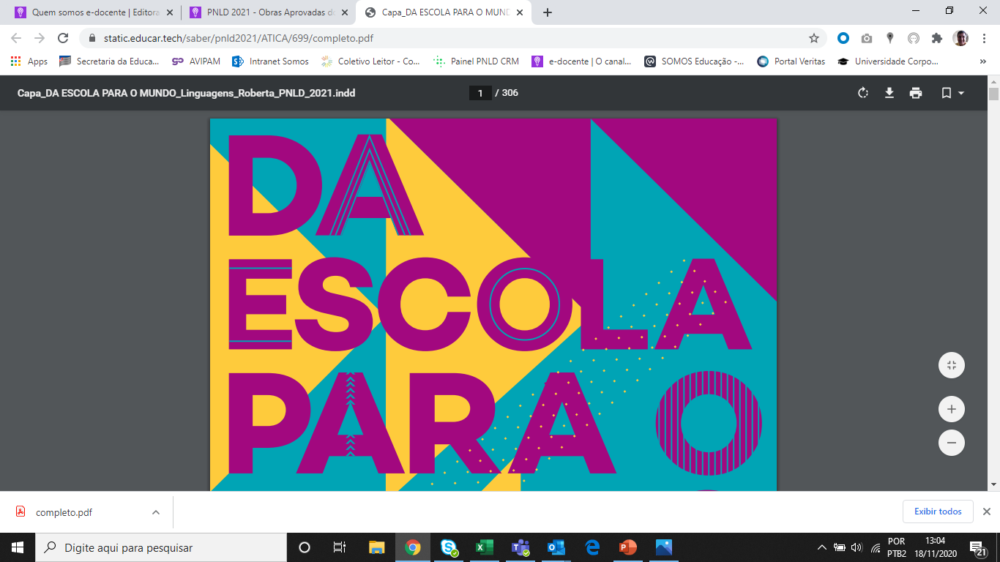 Quem somos e-docente | Editora
PNLD 2021 - Obras Aprovadas do
Capa_DA ESCOLA PARA O MUND
static.educar.tech/saber/pnld2021/ATICA/699/completo.pdf
Apps
Secretaria da Educa...
AVIPAM
Intranet Somos
Coletivo Leitor - Co...
Painel PNLD CRM
e-docente | O canal...
SOMOS Educação -...
Portal Veritas
Universidade Corpo...
»
Capa_DA ESCOLA PARA O MUNDO_Linguagens_Roberta_PNLD_2021.indd
1 / 306
DA
ESCOLA
PARA O
completo.pdf
Exibir todos
Digite aqui para pesquisar
POR
PTB2
13:04
18/11/2020
21